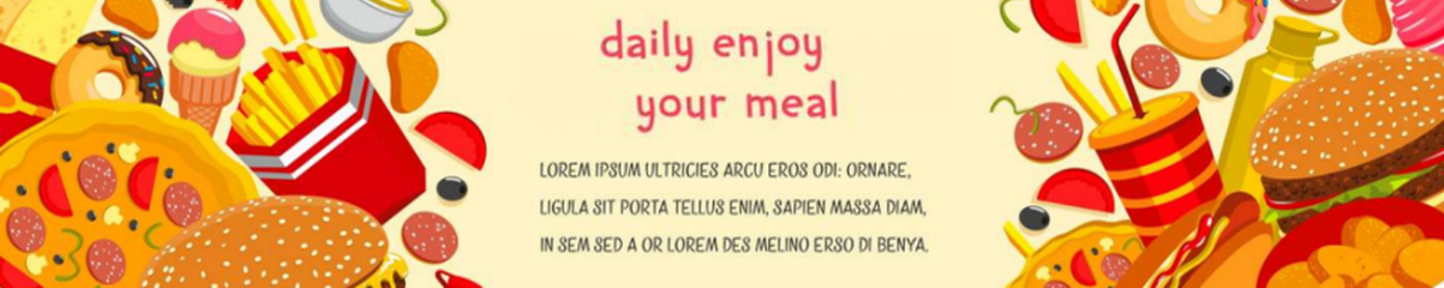 daily enjoy
your meal
LOREM IPSUM ULTRICIES ARCU EROS ODI: ORNARE,
LIGULA SIT PORTA TELLUS ENIM, SAPIEN MASSA DIAM,
IN SEM SED A OR LOREM DES MELINO ERSO DI BENYA.